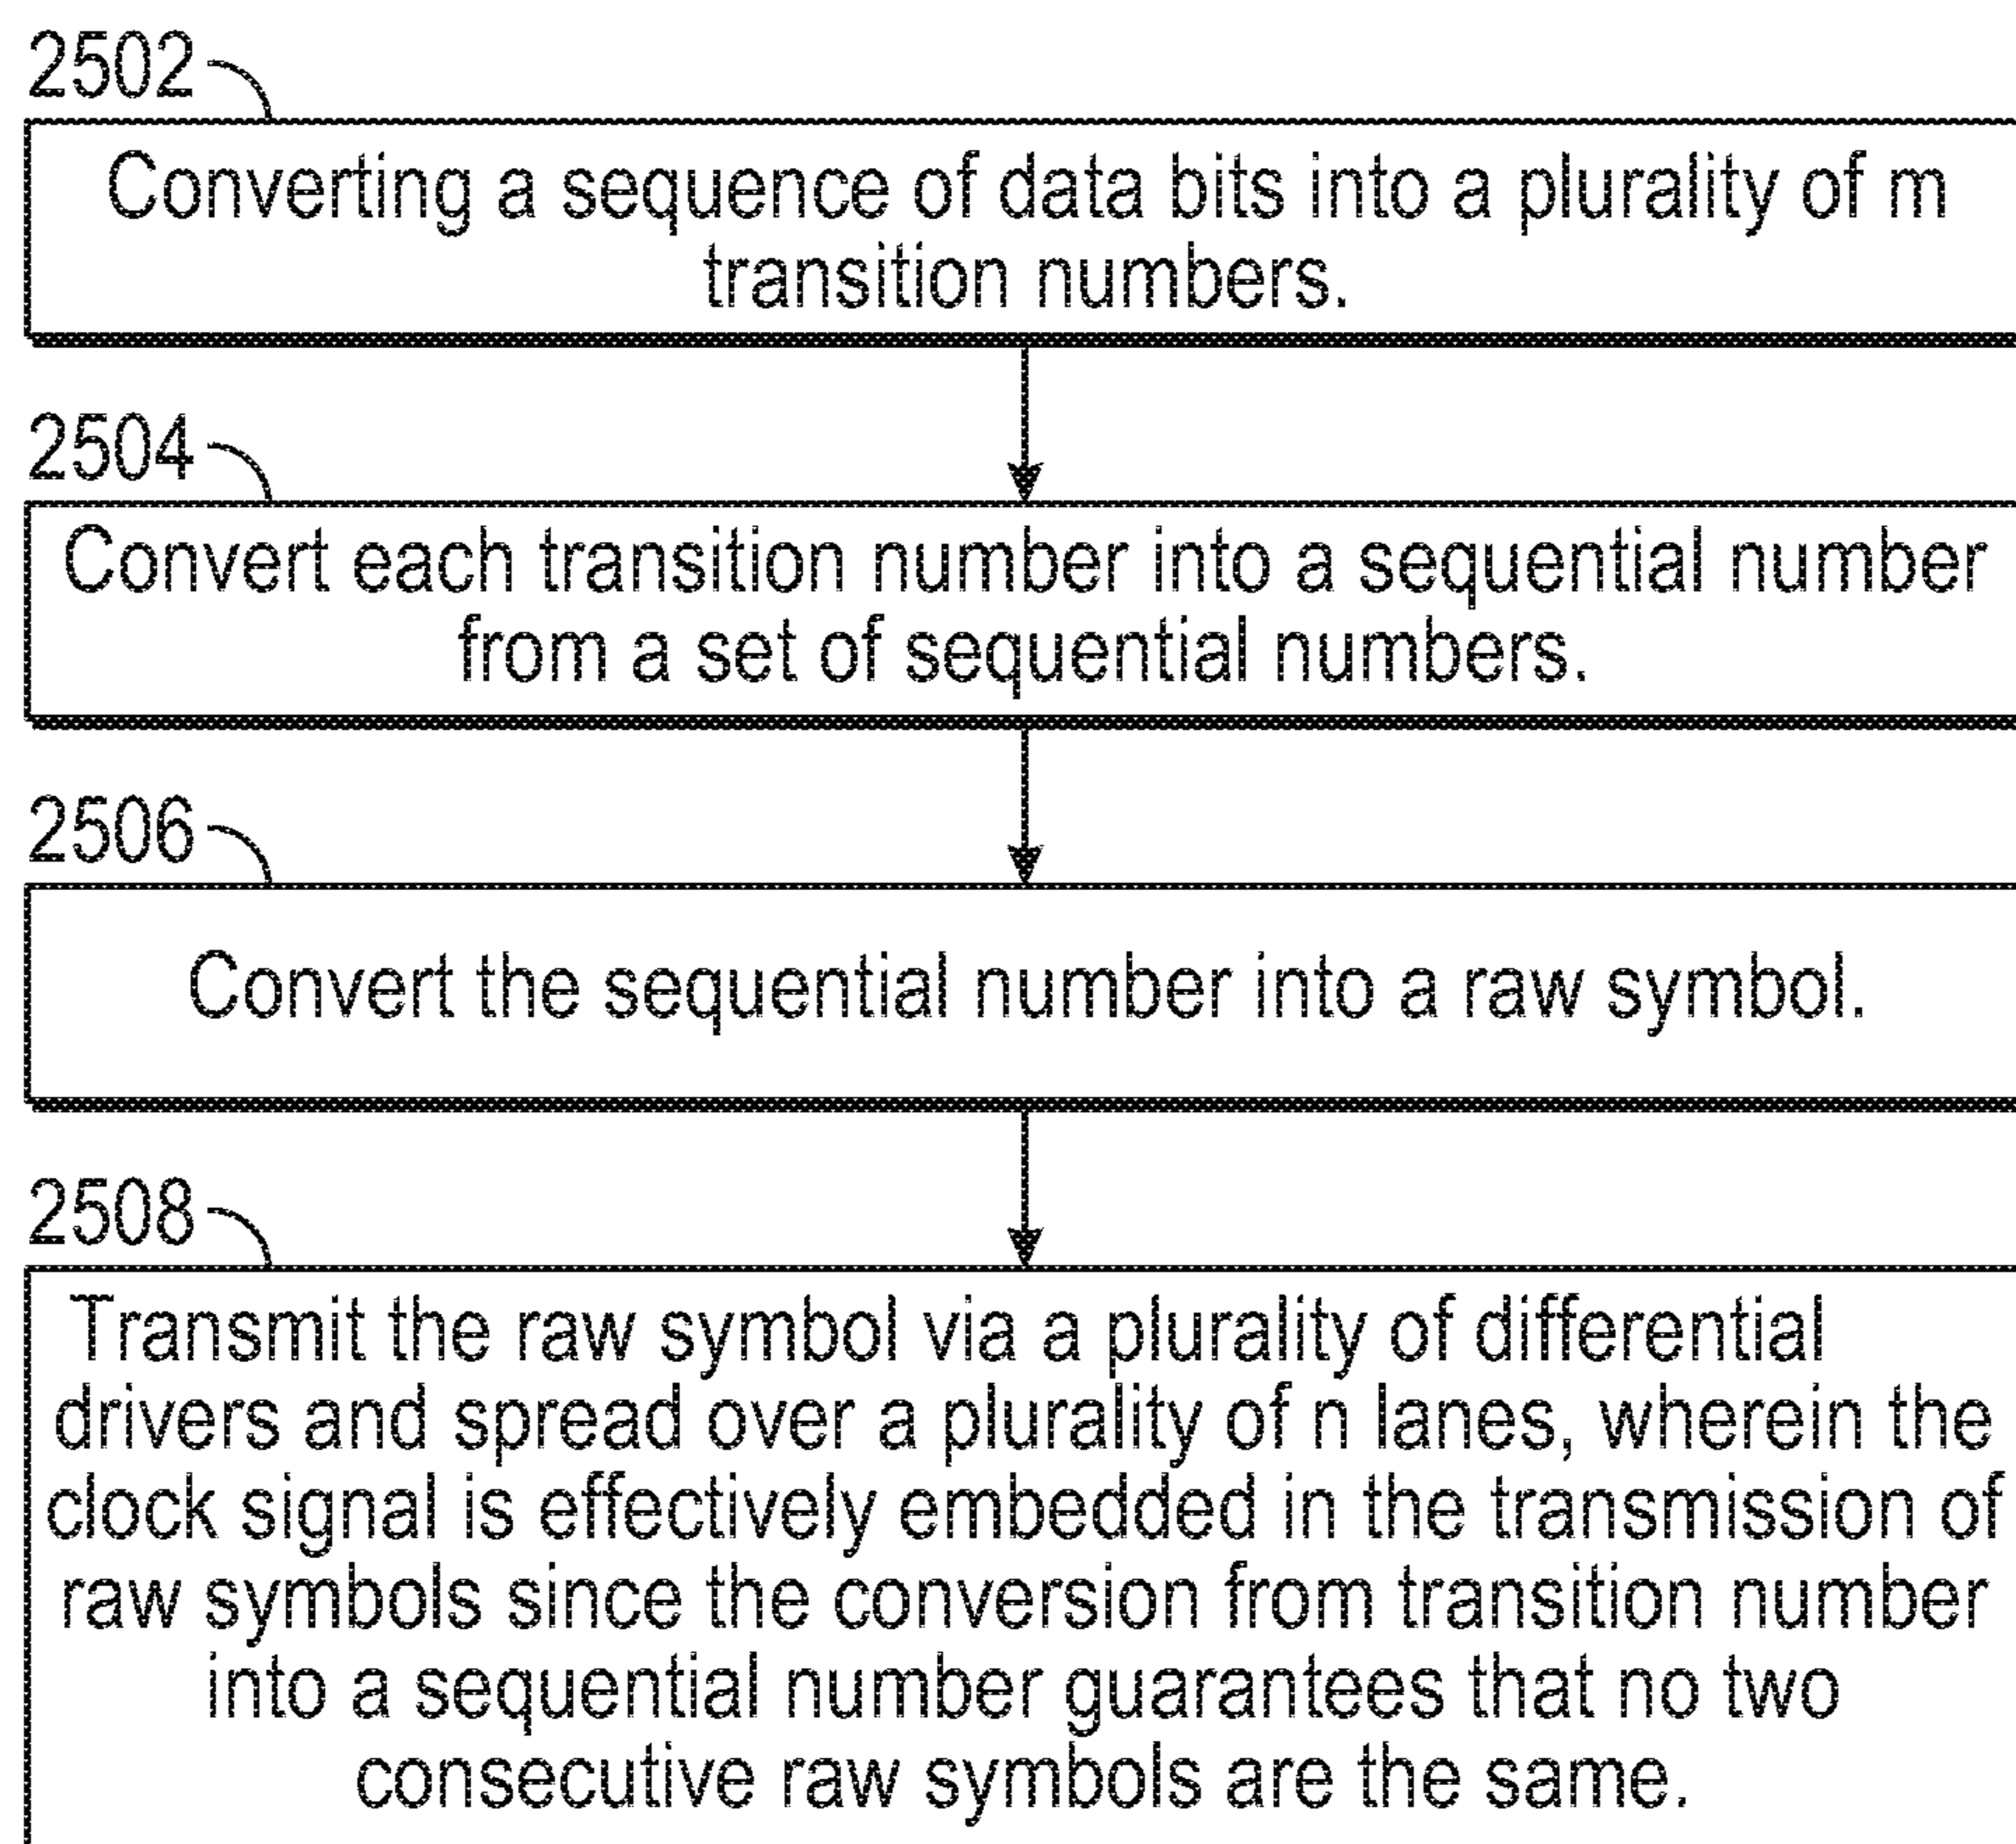 2502
Converting a sequence of data bits into a plurality of m
transition numbers.
2504
Convert each transition number into a sequential number
from a set of sequential numbers.
2506
Convert the sequential number into a raw symbol.
2508
Transmit the raw symbol via a plurality of differential
drivers and spread over a plurality of n lanes, wherein the
clock signal is effectively embedded in the transmission of
raw symbols since the conversion from transition number
into a sequential number guarantees that no two
consecutive raw symbols are the same.